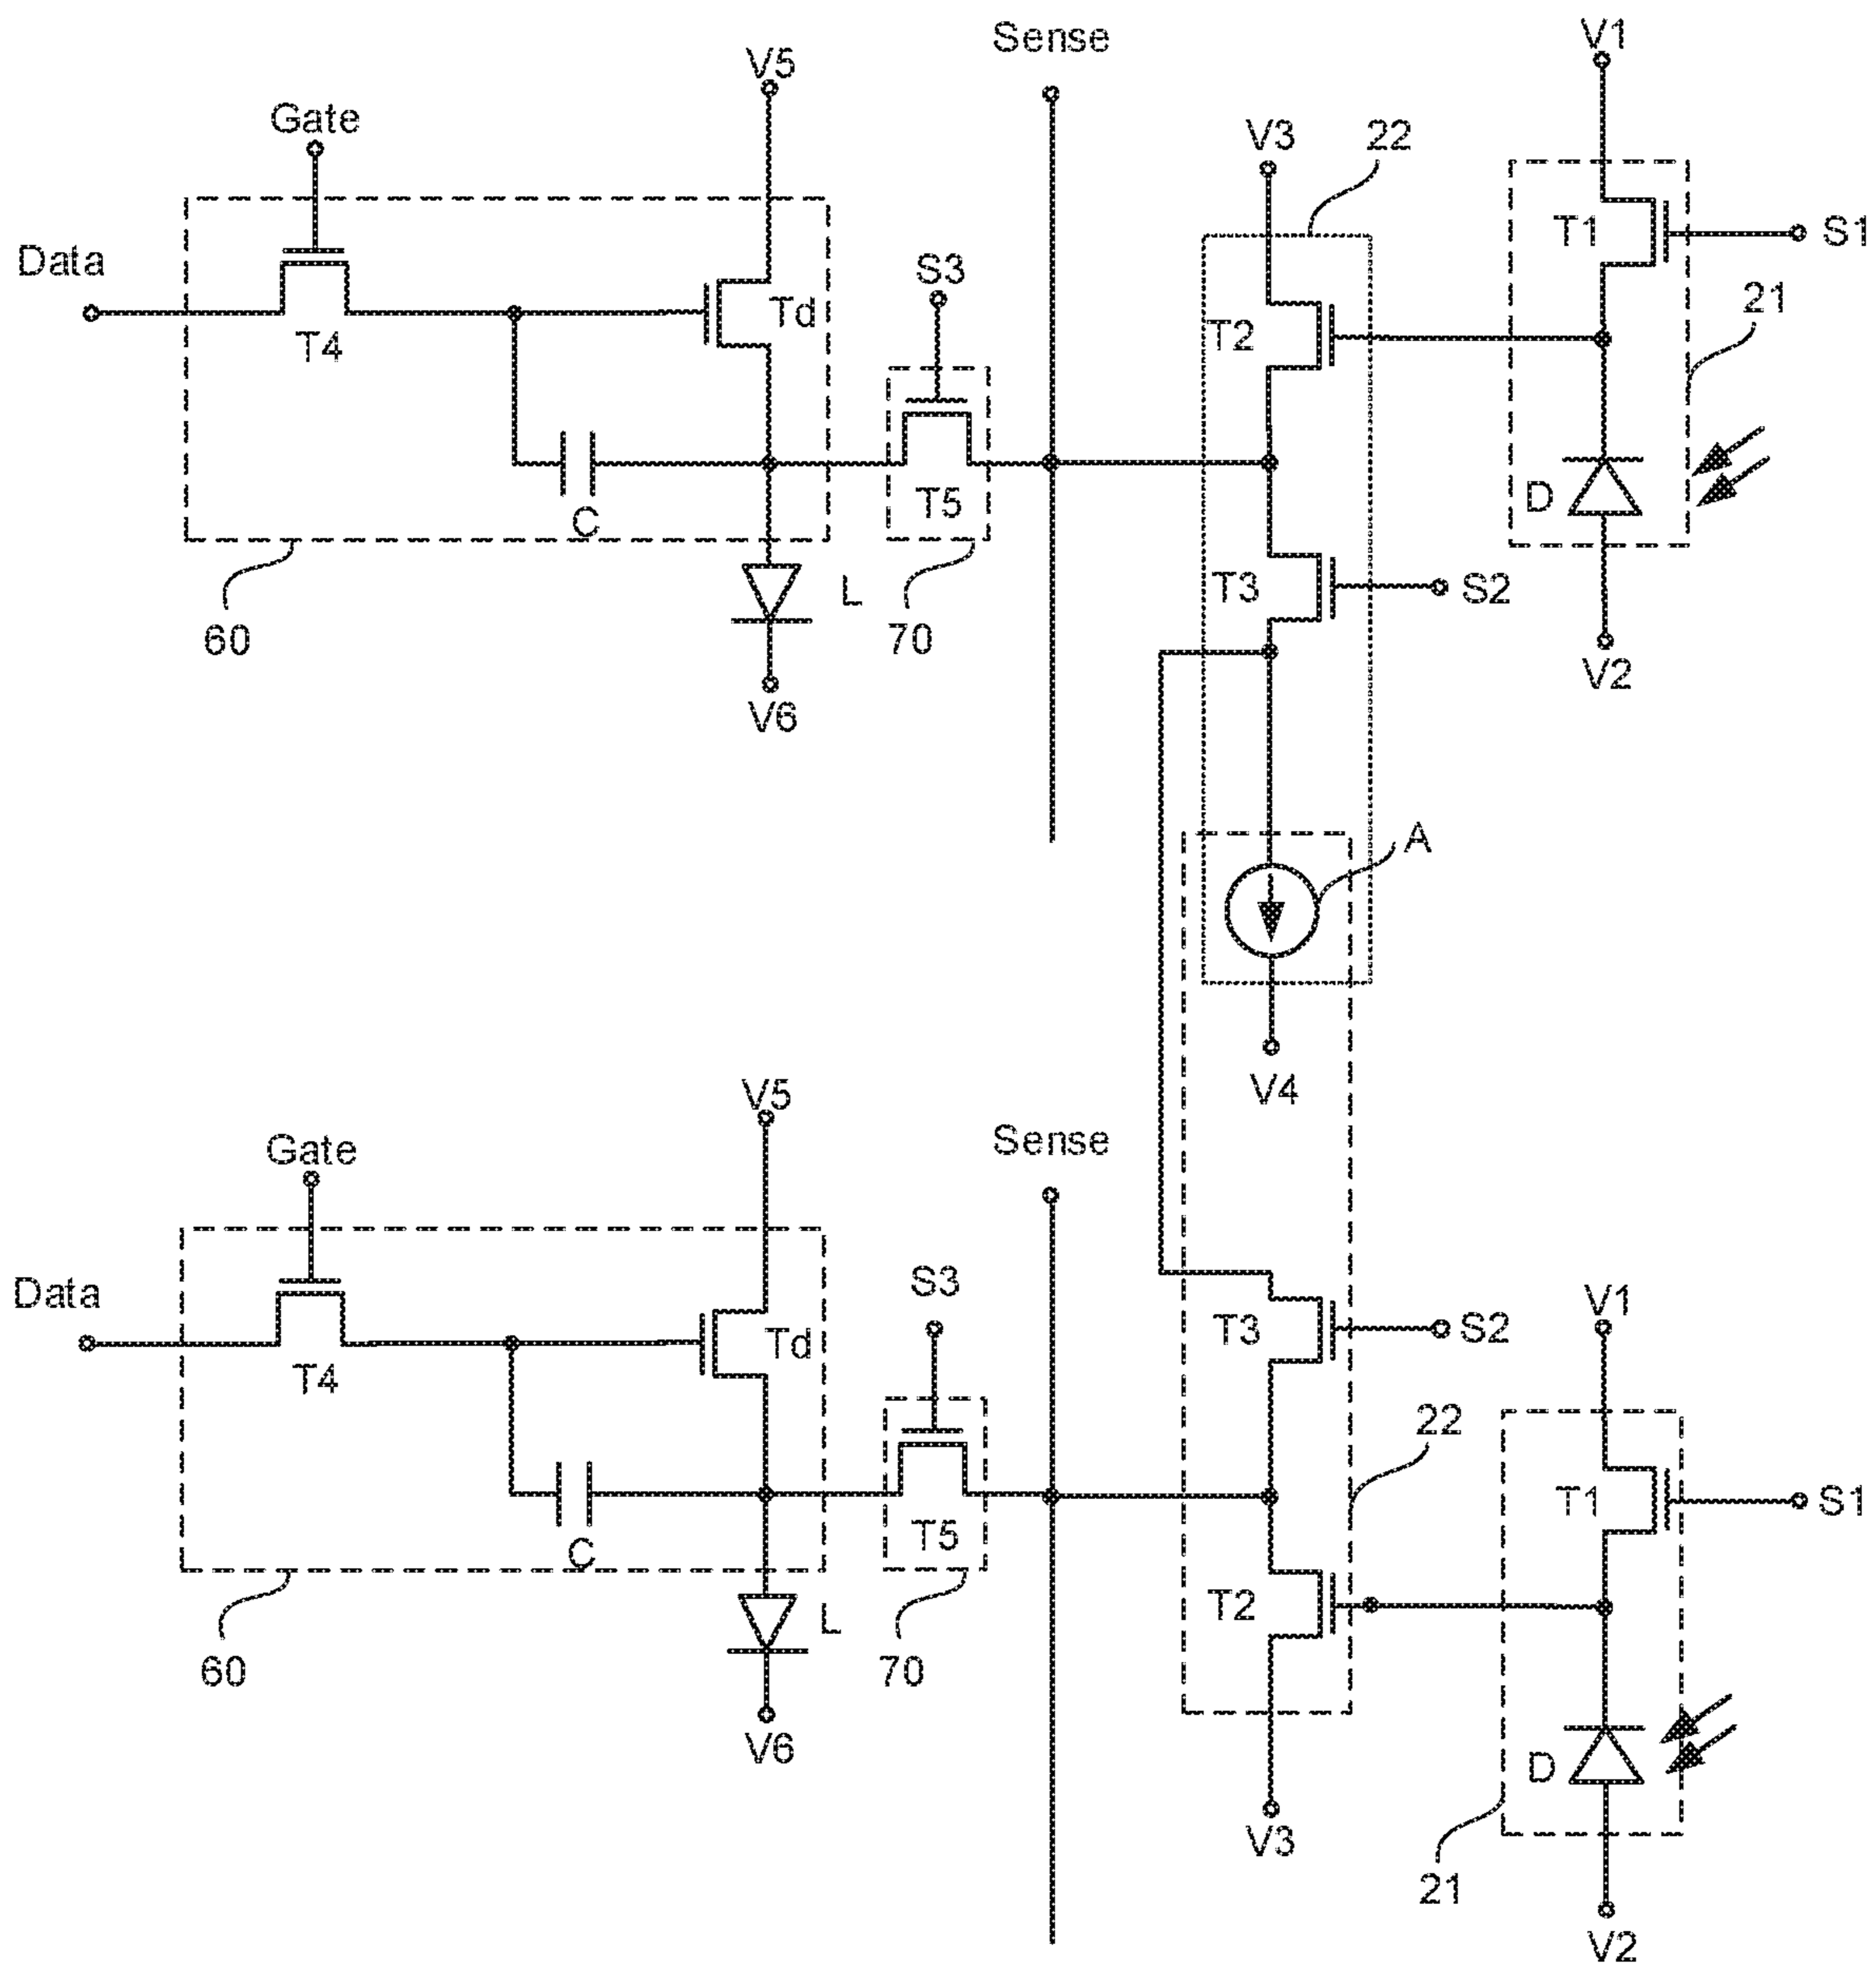 Sense
V1
V5
Gate
V3
22
T1
S1
Data
S3
21
T4
Td
T2
C
T5
D
L
T3
S2
60
70
V6
V2
A
V4
V5
Gate
Sense
S3
Data
T4
Td
T3
S2
V1
22
T5
C
T1
S1
T2
L
60
70
V6
D
V3
21
V2